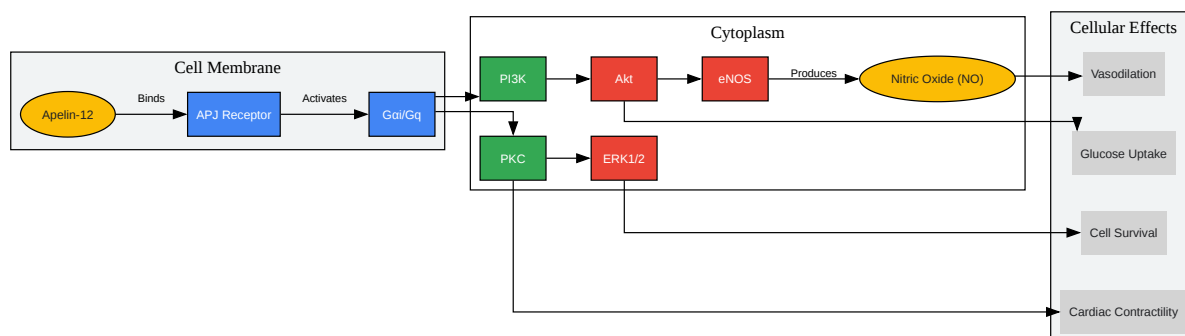 Cell Membrane
Apelin-12
Binds
APJ Receptor
Activates
Gαi/Gq
Cytoplasm
PI3K
Akt
eNOS
Produces
Nitric Oxide (NO)
PKC
ERK1/2
Cellular Effects
Vasodilation
Glucose Uptake
Cell Survival
Cardiac Contractility